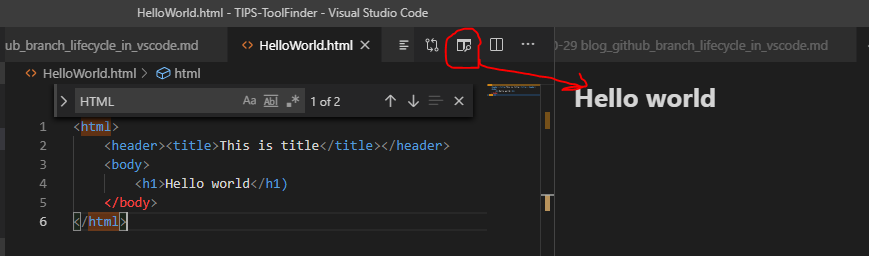 HelloWorld.html - TIPS-ToolFinder - Visual Studio Code
ub_branch_lifecycle_in_vscode.md <> HelloWorld.html × ··· 0-29 blog_github_branch_lifecycle_in_vscode.md
<> HelloWorld.html > html
> HTML Aa Abl .* 1 of 2 ↑ ↓ ×
Hello world
1 <html>
2 <header><title>This is title</title></header>
3 <body>
4 <h1>Hello world</h1)
5 </body>
6 </html>